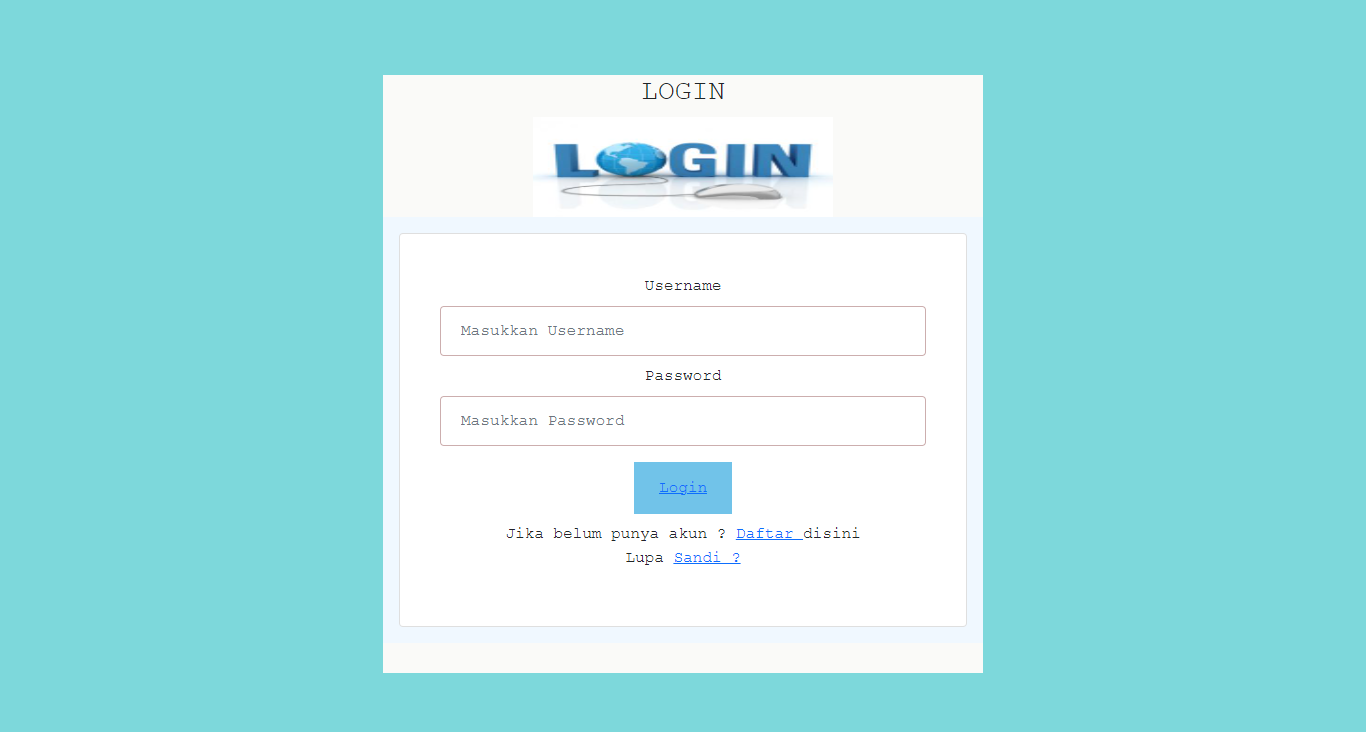 LOGIN
LOGIN
Username
Masukkan Username
Password
Masukkan Password
Login
Jika belum punya akun ? Daftar disini
Lupa Sandi ?